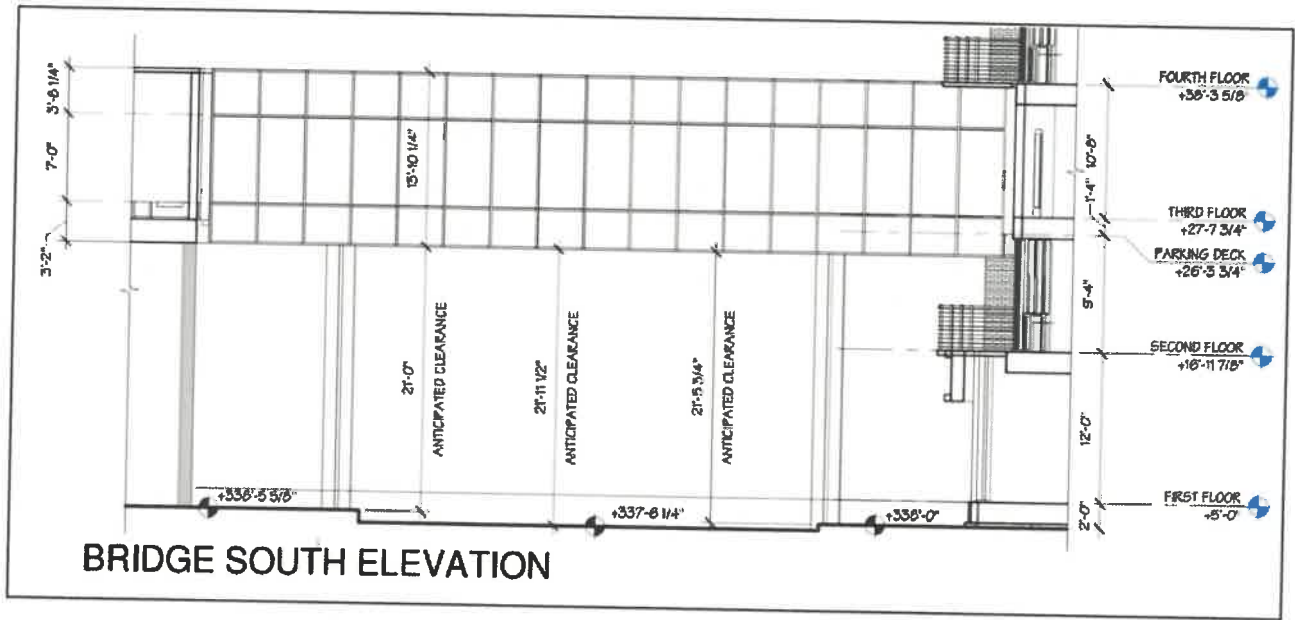 3'-6 1/4"
7'-0"
3'-2"
13'-10 1/4"
21'-0"
ANTICIPATED CLEARANCE
21'-11 1/2"
ANTICIPATED CLEARANCE
21'-5 3/4"
ANTICIPATED CLEARANCE
10'-8"
1'-4"
9'-4"
12'-0"
2'-0"
FOURTH FLOOR
+38'-3 5/8"
THIRD FLOOR
+27'-7 3/4"
PARKING DECK
+26'-3 3/4"
SECOND FLOOR
+16'-11 7/8"
FIRST FLOOR
+5'-0"
+338'-5 5/8"
+337'-6 1/4"
+338'-0"
BRIDGE SOUTH ELEVATION